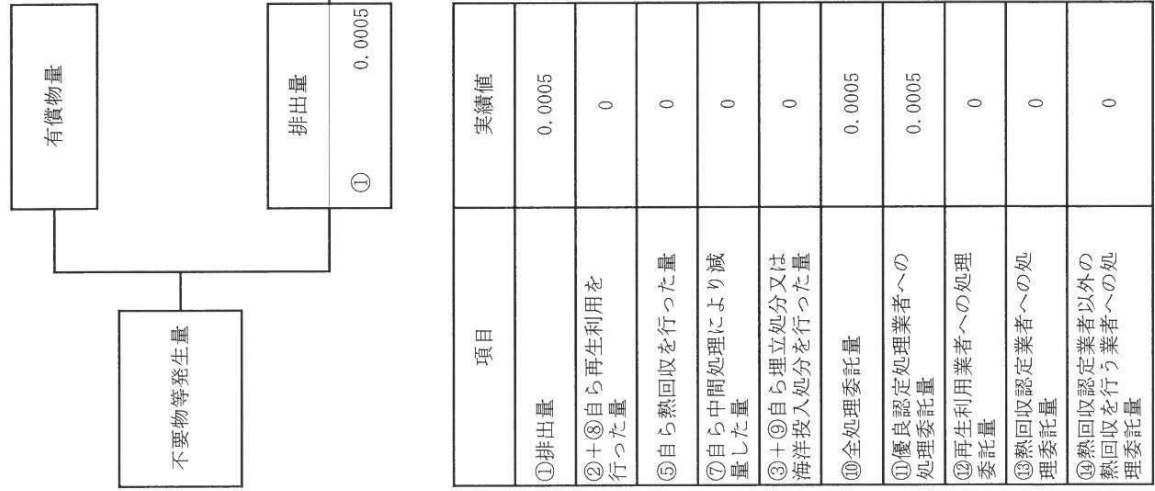 不要物等発生量
有償物量
排出量
① 0.0005
項目 実績値
①排出量 0.0005
②+⑧自ら再生利用を
行った量 0
⑤自ら熱回収を行った量 0
⑦自ら中間処理により減
量した量 0
③+⑨自ら埋立処分又は
海洋投入処分を行った量 0
⑩全処理委託量 0.0005
⑪優良認定処理業者への
処理委託量 0.0005
⑫再生利用業者への処理
委託量 0
⑬熱回収認定業者への処
理委託量 0
⑭熱回収認定業者以外の
熱回収を行う業者への処
理委託量 0